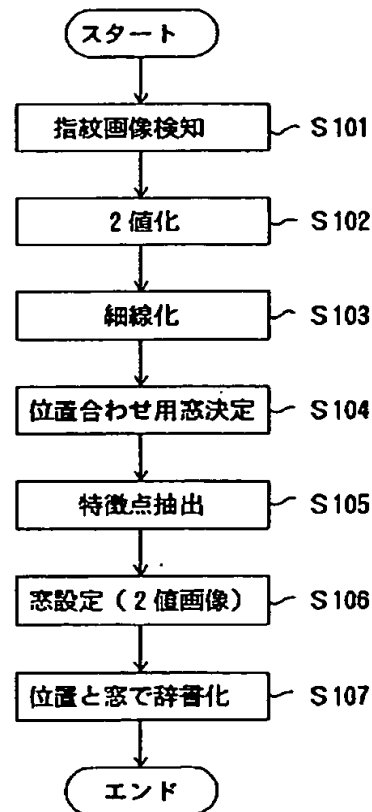 スタート
指紋画像検知 S101
2値化 S102
細線化 S103
位置合わせ用窓決定 S104
特徴点抽出 S105
窓設定(2値画像) S106
位置と窓で辞書化 S107
エンド